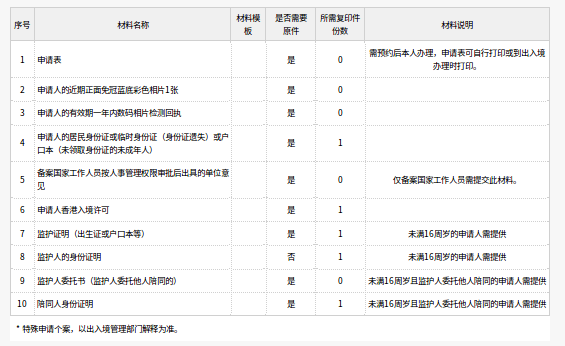 序号 材料名称 材料模板 是否需要原件 所需复印件份数 材料说明
1 申请表 是 0 需预约后本人办理，申请表可自行打印或到出入境
办理时打印。
2 申请人的近期正面免冠蓝底彩色相片1张 是 0
3 申请人的有效期一年内数码相片检测回执 是 0
4 申请人的居民身份证或临时身份证（身份证遗失）或户 是 1
口本（未领取身份证的未成年人）
5 备案国家工作人员按人事管理权限审批后出具的单位意 是 0 仅备案国家工作人员需提交此材料。
见
6 申请人香港入境许可 是 1
7 监护证明（出生证或户口本等） 是 1 未满16周岁的申请人需提供
8 监护人的身份证明 否 1 未满16周岁的申请人需提供
9 监护人委托书（监护人委托他人陪同的） 是 0 未满16周岁且监护人委托他人陪同的申请人需提供
10 陪同人身份证明 是 1 未满16周岁且监护人委托他人陪同的申请人需提供
* 特殊申请个案，以出入境管理部门解释为准。